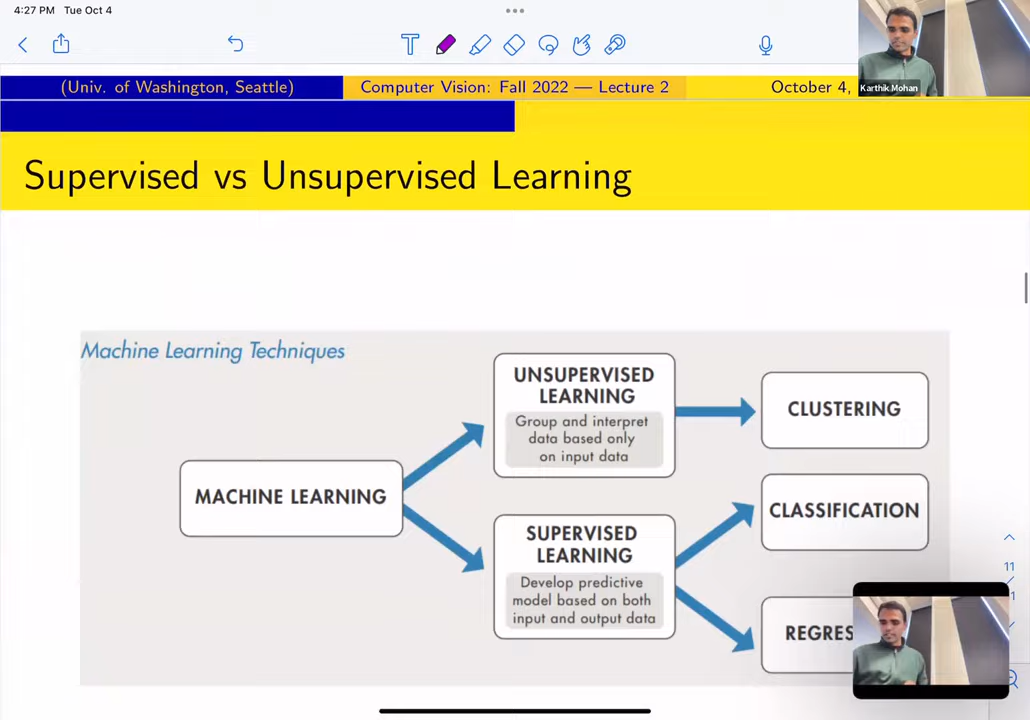 4:27 PM Tue Oct 4
T
Karthik Mohan
(Univ. of Washington, Seattle) Computer Vision: Fall 2022 — Lecture 2 October 4,
Supervised vs Unsupervised Learning
Machine Learning Techniques
UNSUPERVISED
LEARNING
Group and interpret
data based only
on input data
CLUSTERING
MACHINE LEARNING
CLASSIFICATION
SUPERVISED
LEARNING
Develop predictive
model based on both
input and output data
REGRES
11
1